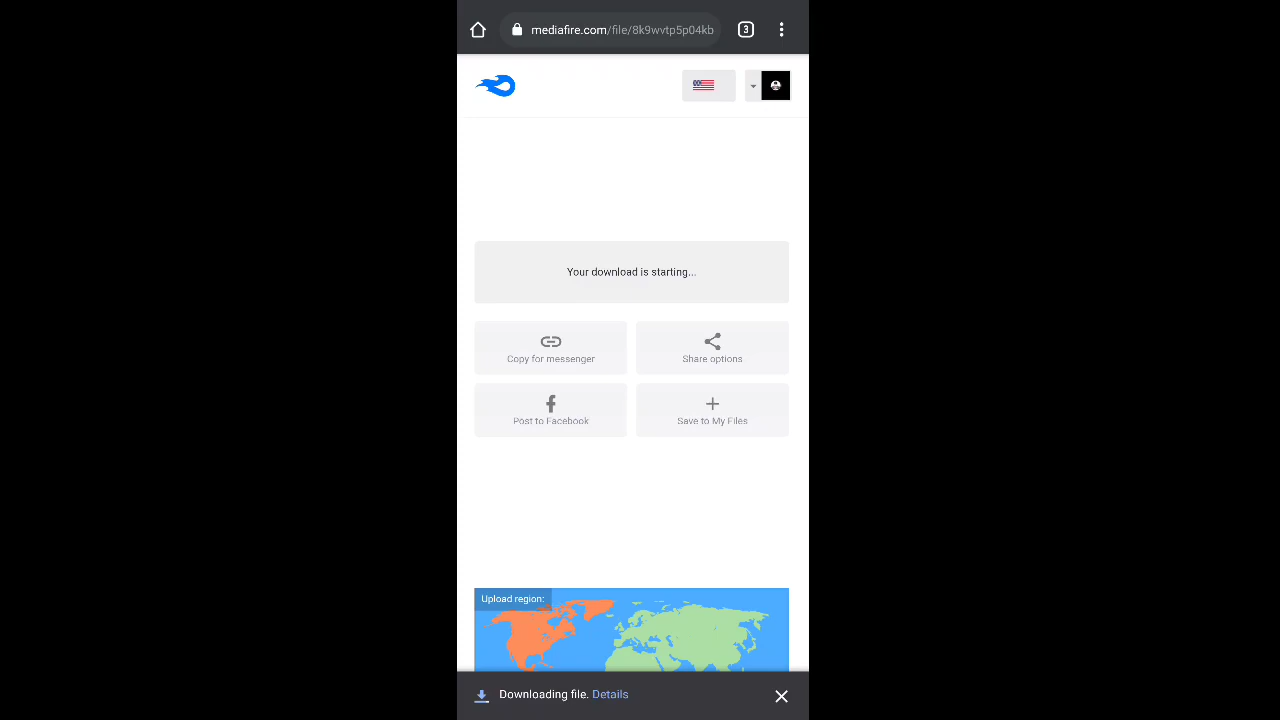 mediafire.com/file/8k9wvtp5p04kb
3
Your download is starting...
Copy for messenger
Share options
Post to Facebook
Save to My Files
Upload region:
Downloading file. Details